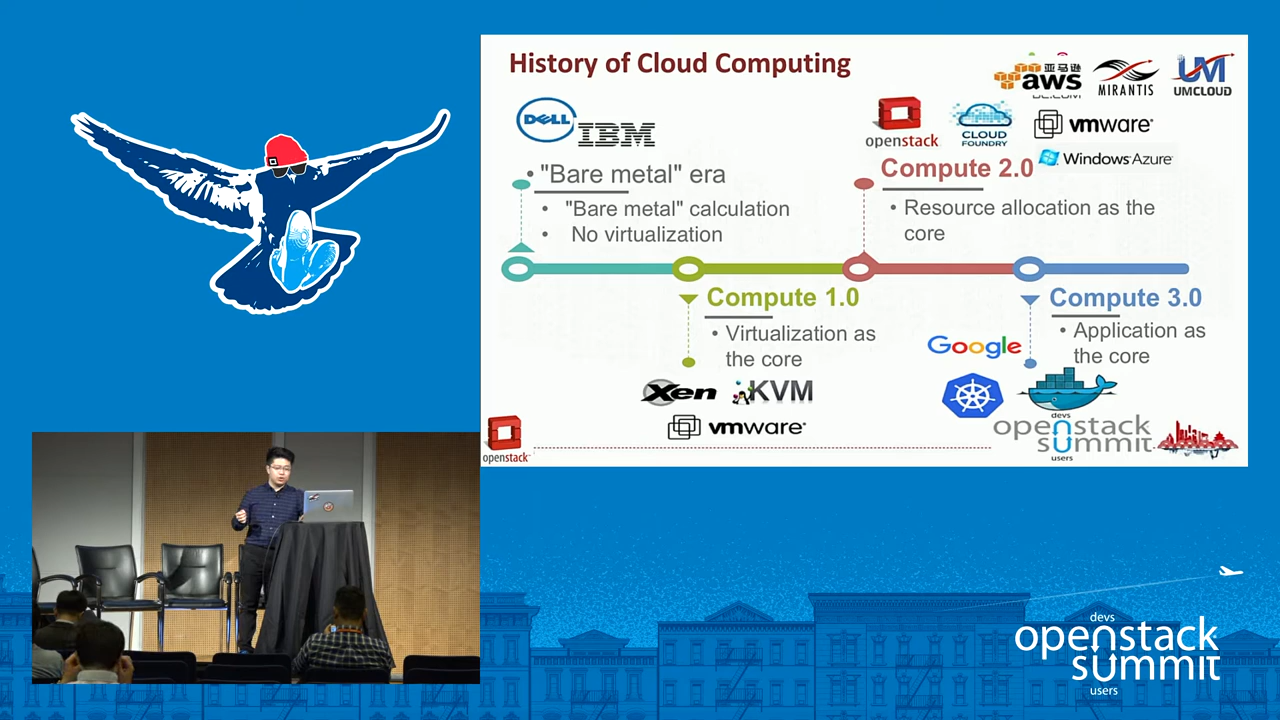 History of Cloud Computing
亚马逊
aws
MIRANTIS
UM
UMCLOUD
DELL
IBM
openstack
CLOUD
FOUNDRY
vmware
Windows Azure
• "Bare metal" era
• "Bare metal" calculation
• No virtualization
Compute 2.0
• Resource allocation as the
core
Compute 1.0
• Virtualization as
the core
Xen
KVM
vmware
Compute 3.0
• Application as
the core
Google
openstack
devs
openstack
summit
users
devs
openstack
summit
users